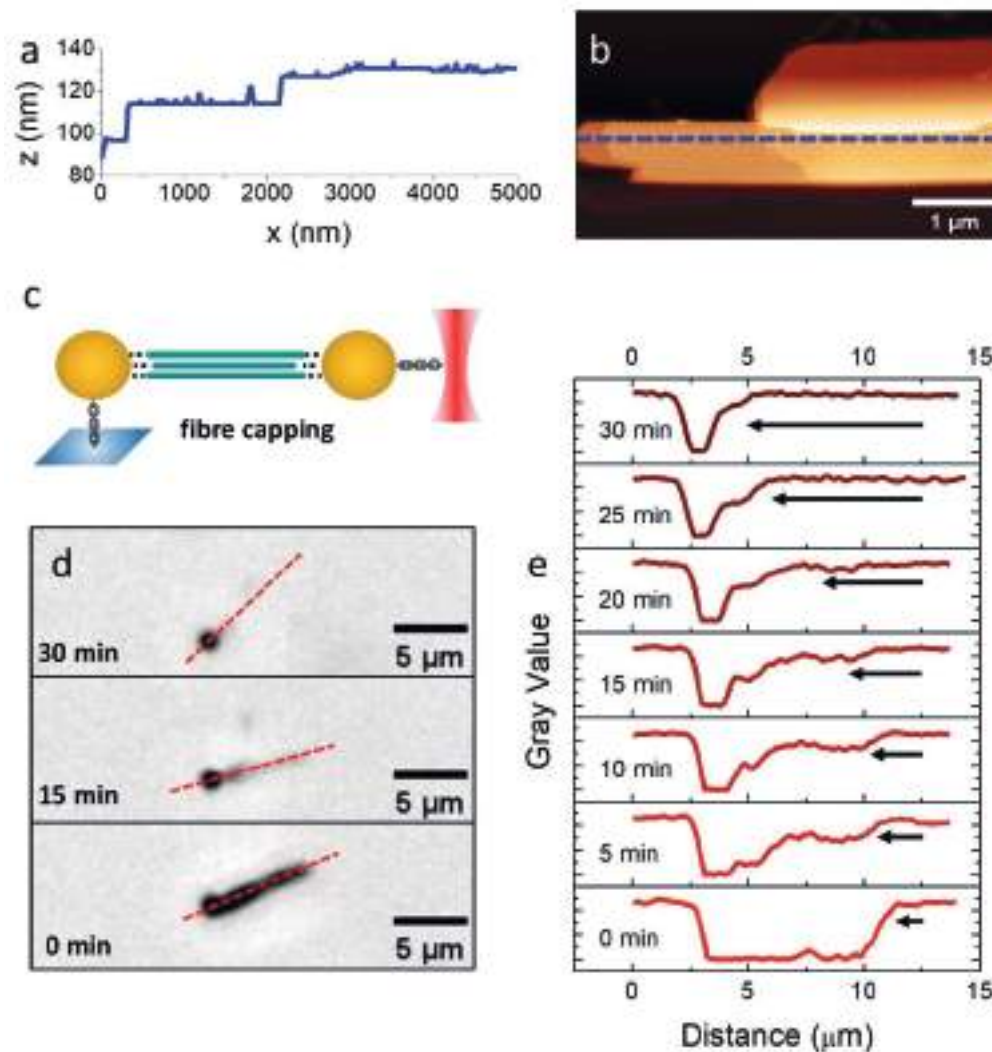 a
140
120
100
80
z (nm)
0 1000 2000 3000 4000 5000
x (nm)
b
1 μm
c
fibre capping
d
30 min
5 μm
15 min
5 μm
0 min
5 μm
e
0 5 10 15
30 min
25 min
20 min
15 min
10 min
5 min
0 min
Gray Value
0 5 10 15
Distance (μm)